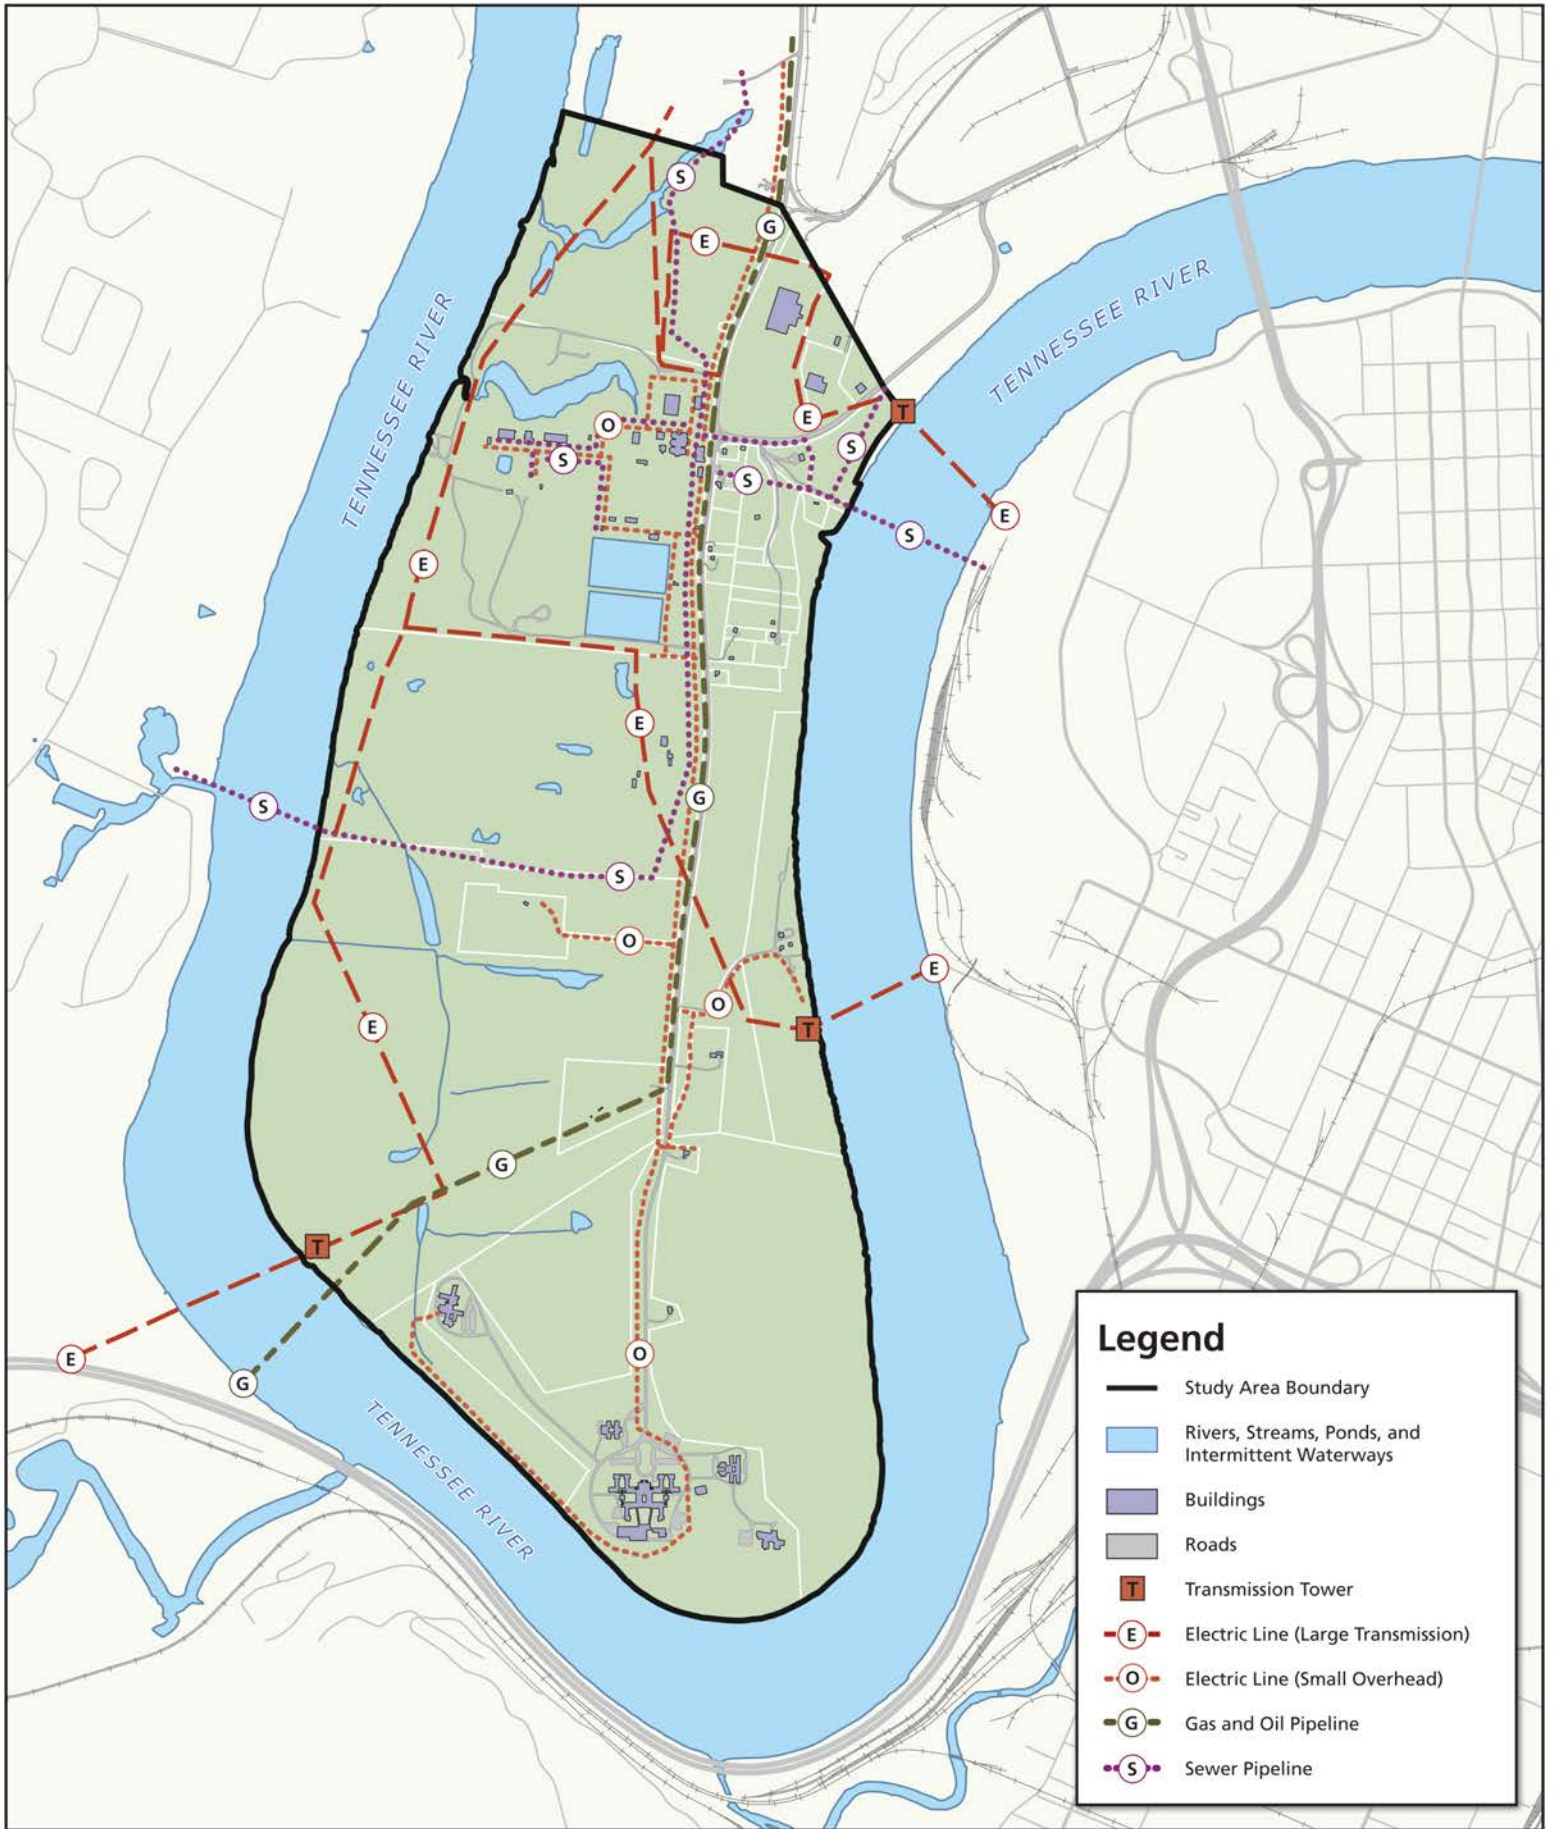 S
G
E
TENNESSEE RIVER
TENNESSEE RIVER
T
E
O
S
S
S
E
S
E
E
S
G
S
O
E
O
E
T
G
T
E
O
G
TENNESSEE RIVER
Legend
Study Area Boundary
Rivers, Streams, Ponds, and
Intermittent Waterways
Buildings
Roads
T Transmission Tower
E Electric Line (Large Transmission)
O Electric Line (Small Overhead)
G Gas and Oil Pipeline
S Sewer Pipeline